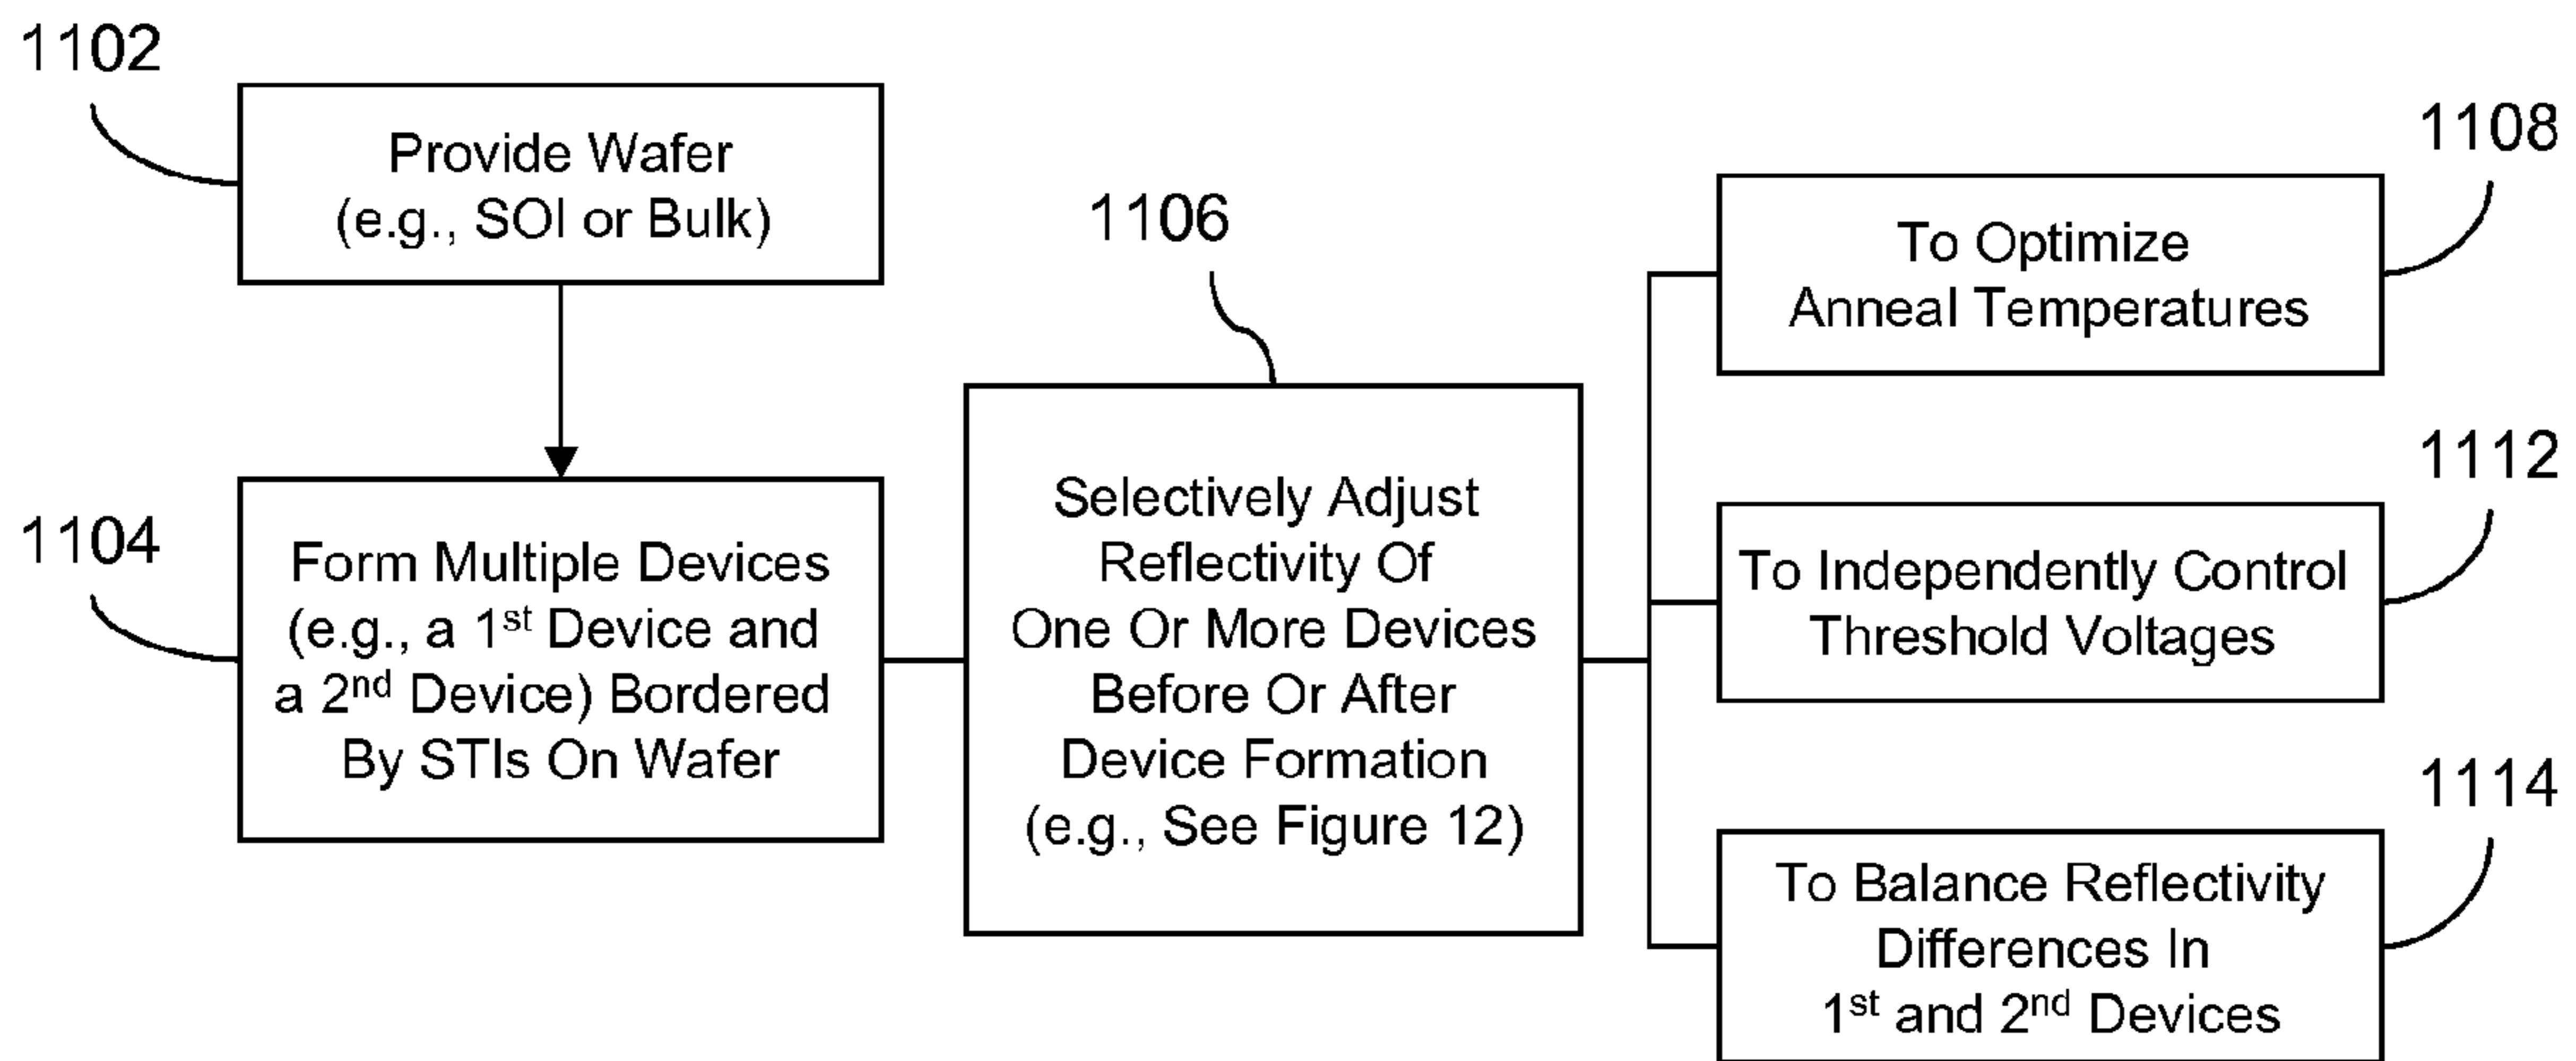 1102
Provide Wafer
(e.g., SOI or Bulk)
1104
Form Multiple Devices
(e.g., a 1st Device and
a 2nd Device) Bordered
By STIs On Wafer
1106
Selectively Adjust
Reflectivity Of
One Or More Devices
Before Or After
Device Formation
(e.g., See Figure 12)
1108
To Optimize
Anneal Temperatures
1112
To Independently Control
Threshold Voltages
1114
To Balance Reflectivity
Differences In
1st and 2nd Devices